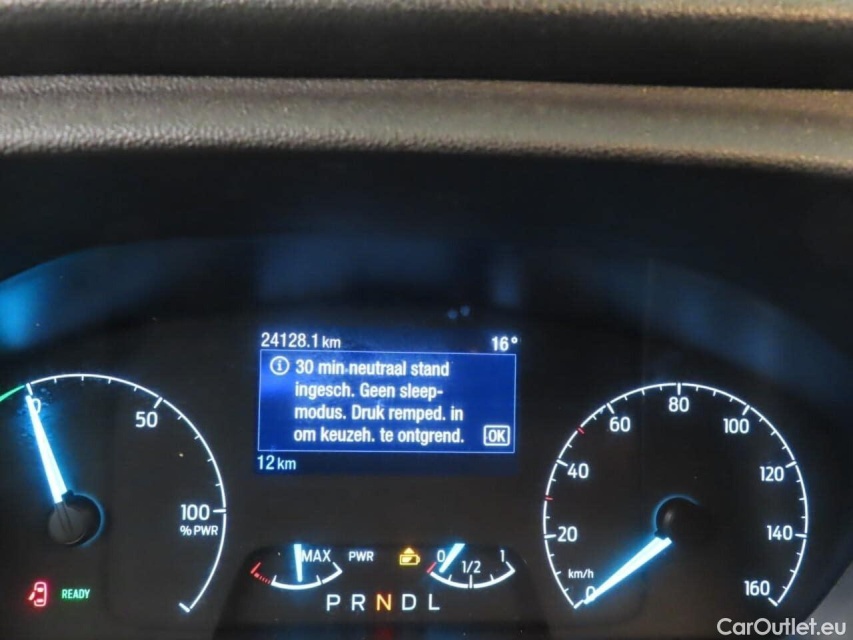 24128.1 km 16°
30 min neutraal stand
ingesch. Geen sleep-
modus. Druk remped. in
om keuzeh. te ontgrend. OK
12 km
0 50 100
% PWR
READY
MAX PWR 0 1/2 1
P R N D L
0 20 40 60 80 100 120 140 160
km/h
CarOutlet.eu